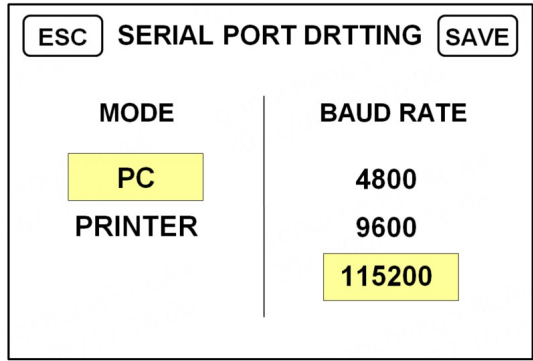 ESC SERIAL PORT DRTTING SAVE
MODE
PC
PRINTER
BAUD RATE
4800
9600
115200